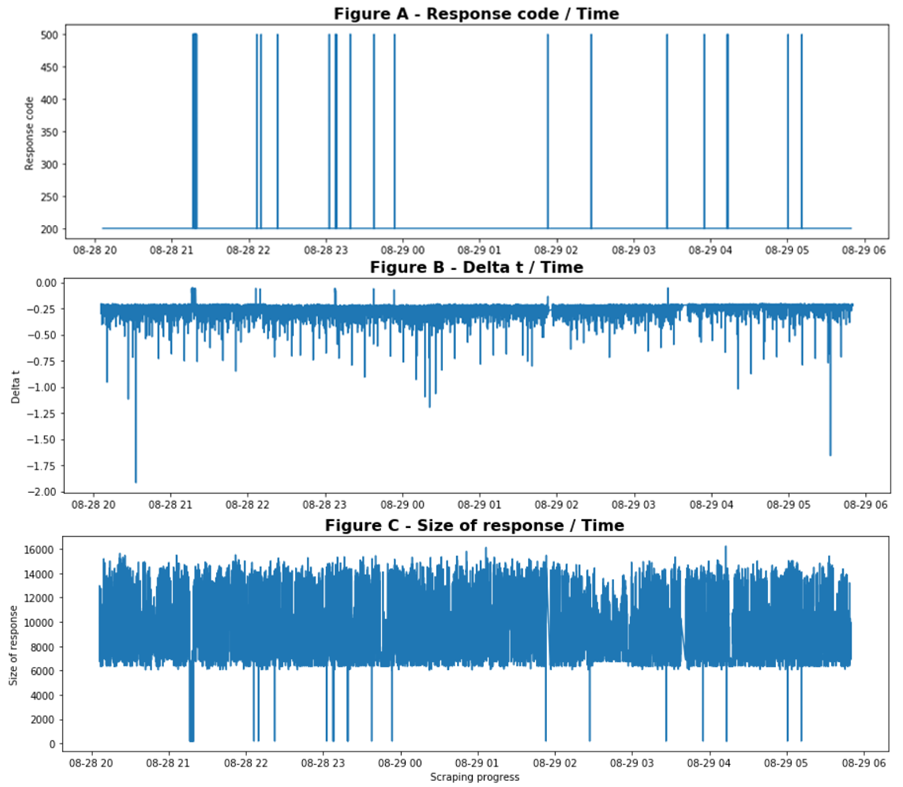 Figure A - Response code / Time
500
450
400
350
300
250
200
Response code
08-28 20 08-28 21 08-28 22 08-28 23 08-29 00 08-29 01 08-29 02 08-29 03 08-29 04 08-29 05 08-29 06
Figure B - Delta t / Time
0.00
−0.25
−0.50
−0.75
−1.00
−1.25
−1.50
−1.75
−2.00
Delta t
08-28 20 08-28 21 08-28 22 08-28 23 08-29 00 08-29 01 08-29 02 08-29 03 08-29 04 08-29 05 08-29 06
Figure C - Size of response / Time
16000
14000
12000
10000
8000
6000
4000
2000
0
Size of response
08-28 20 08-28 21 08-28 22 08-28 23 08-29 00 08-29 01 08-29 02 08-29 03 08-29 04 08-29 05 08-29 06
Scraping progress